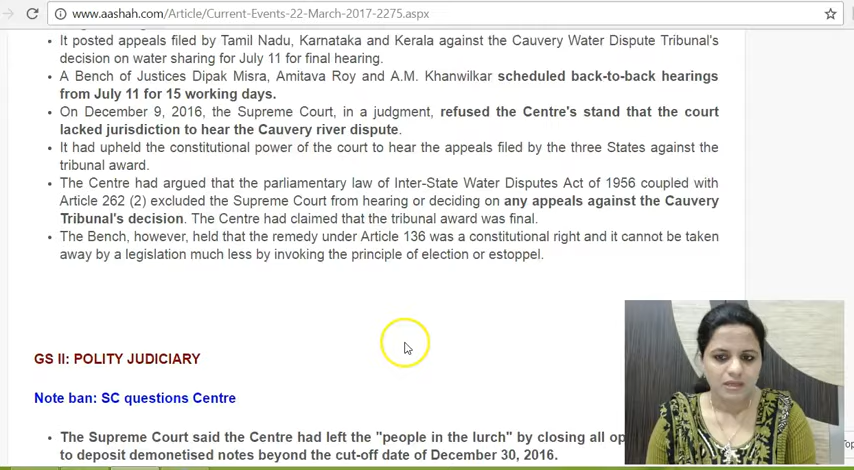 www.aashah.com/Article/Current-Events-22-March-2017-2275.aspx
It posted appeals filed by Tamil Nadu, Karnataka and Kerala against the Cauvery Water Dispute Tribunal's
decision on water sharing for July 11 for final hearing.
A Bench of Justices Dipak Misra, Amitava Roy and A.M. Khanwilkar scheduled back-to-back hearings
from July 11 for 15 working days.
On December 9, 2016, the Supreme Court, in a judgment, refused the Centre's stand that the court
lacked jurisdiction to hear the Cauvery river dispute.
It had upheld the constitutional power of the court to hear the appeals filed by the three States against the
tribunal award.
The Centre had argued that the parliamentary law of Inter-State Water Disputes Act of 1956 coupled with
Article 262 (2) excluded the Supreme Court from hearing or deciding on any appeals against the Cauvery
Tribunal's decision. The Centre had claimed that the tribunal award was final.
The Bench, however, held that the remedy under Article 136 was a constitutional right and it cannot be taken
away by a legislation much less by invoking the principle of election or estoppel.
GS II: POLITY JUDICIARY
Note ban: SC questions Centre
The Supreme Court said the Centre had left the "people in the lurch" by closing all
to deposit demonetised notes beyond the cut-off date of December 30, 2016.